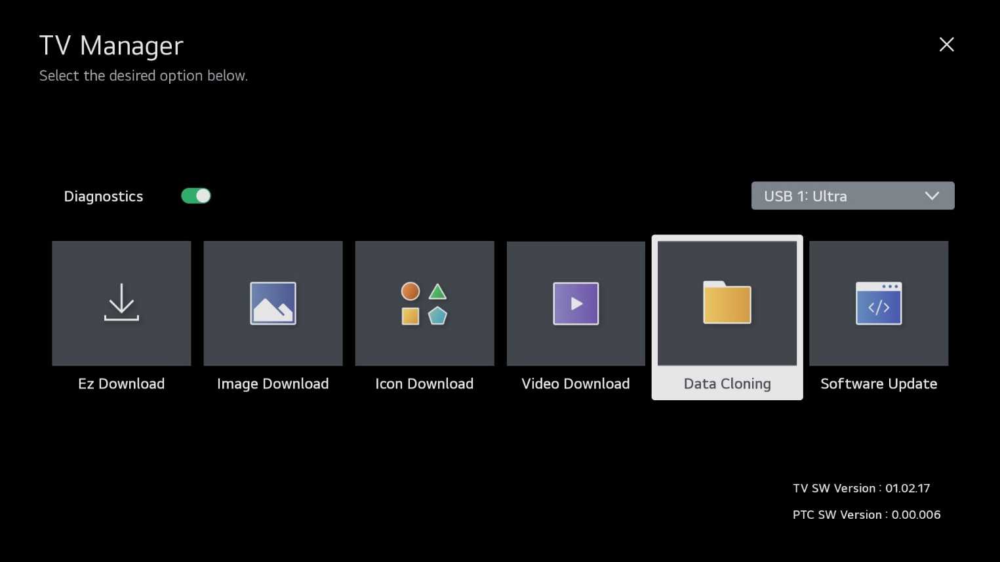 TV Manager
Select the desired option below.
Diagnostics
USB 1: Ultra
Ez Download
Image Download
Icon Download
Video Download
Data Cloning
Software Update
TV SW Version : 01.02.17
PTC SW Version : 0.00.006